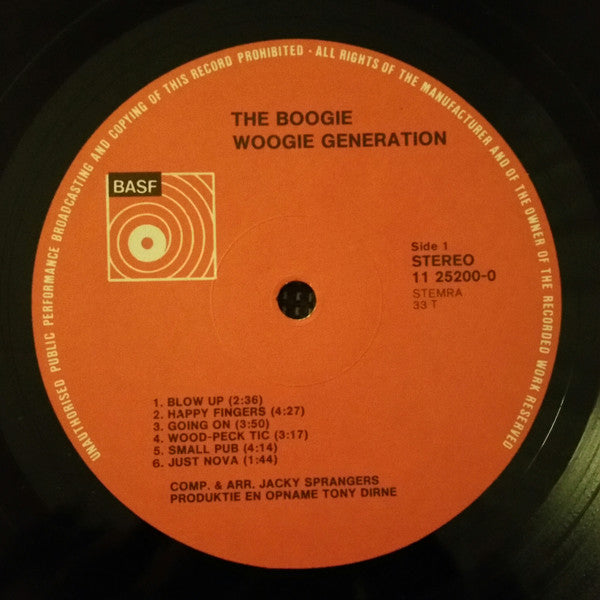 UNAUTHORISED PUBLIC PERFORMANCE BROADCASTING AND COPYING OF THIS RECORD PROHIBITED · ALL RIGHTS OF THE MANUFACTURER AND OF THE OWNER OF THE RECORDED WORK RESERVED
THE BOOGIE
WOOGIE GENERATION
BASF
Side 1
STEREO
11 25200-0
STEMRA
33 T
1. BLOW UP (2:36)
2. HAPPY FINGERS (4:27)
3. GOING ON (3:50)
4. WOOD-PECK TIC (3:17)
5. SMALL PUB (4:14)
6. JUST NOVA (1:44)
COMP. & ARR. JACKY SPRANGERS
PRODUKTIE EN OPNAME TONY DIRNE